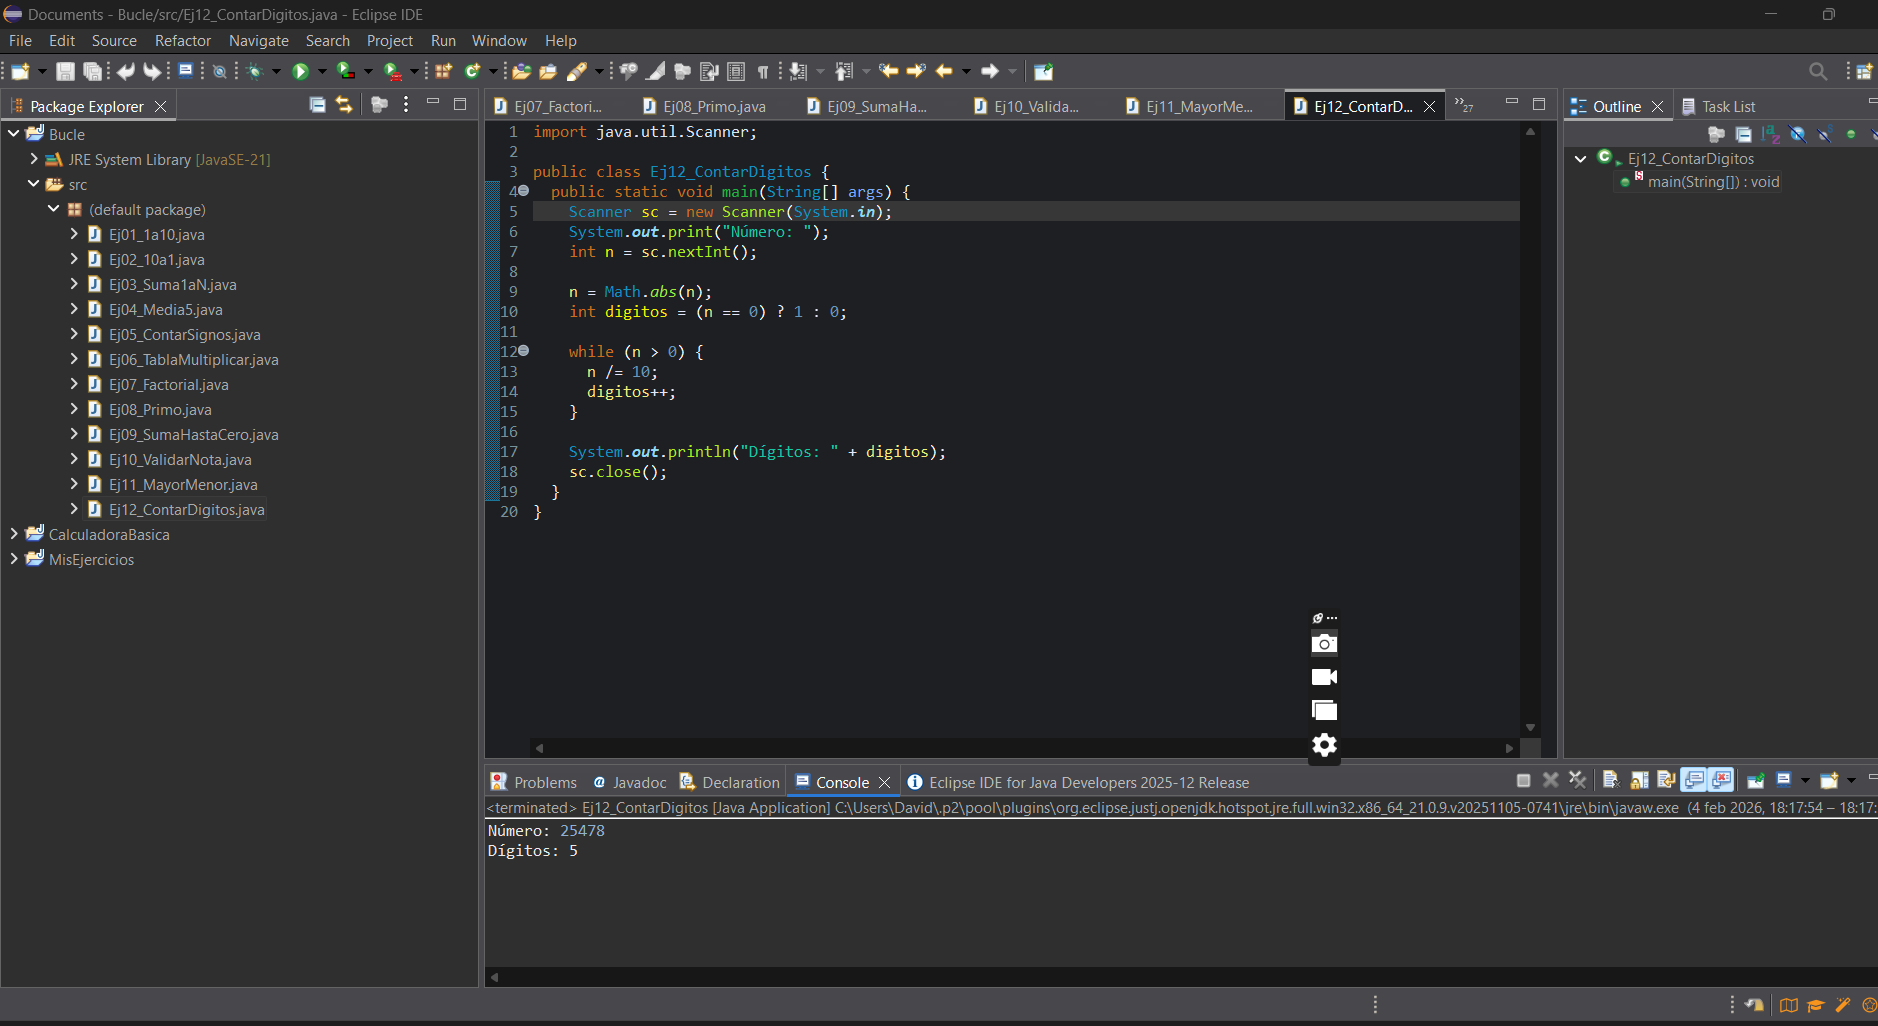 Documents - Bucle/src/Ej12_ContarDigitos.java - Eclipse IDE
File Edit Source Refactor Navigate Search Project Run Window Help
Package Explorer
Bucle
JRE System Library [JavaSE-21]
src
(default package)
Ej01_1a10.java
Ej02_10a1.java
Ej03_Suma1aN.java
Ej04_Media5.java
Ej05_ContarSignos.java
Ej06_TablaMultiplicar.java
Ej07_Factorial.java
Ej08_Primo.java
Ej09_SumaHastaCero.java
Ej10_ValidarNota.java
Ej11_MayorMenor.java
Ej12_ContarDigitos.java
CalculadoraBasica
MisEjercicios
Ej07_Factori... Ej08_Primo.java Ej09_SumaHa... Ej10_Valida... Ej11_MayorMe... Ej12_ContarD... »27
1 import java.util.Scanner;
2
3 public class Ej12_ContarDigitos {
4 public static void main(String[] args) {
5 Scanner sc = new Scanner(System.in);
6 System.out.print("Número: ");
7 int n = sc.nextInt();
8
9 n = Math.abs(n);
10 int digitos = (n == 0) ? 1 : 0;
11
12 while (n > 0) {
13 n /= 10;
14 digitos++;
15 }
16
17 System.out.println("Dígitos: " + digitos);
18 sc.close();
19 }
20 }
Outline Task List
Ej12_ContarDigitos
main(String[]) : void
Problems Javadoc Declaration Console Eclipse IDE for Java Developers 2025-12 Release
<terminated> Ej12_ContarDigitos [Java Application] C:\Users\David\.p2\pool\plugins\org.eclipse.justj.openjdk.hotspot.jre.full.win32.x86_64_21.0.9.v20251105-0741\jre\bin\javaw.exe (4 feb 2026, 18:17:54 – 18:17:
Número: 25478
Dígitos: 5